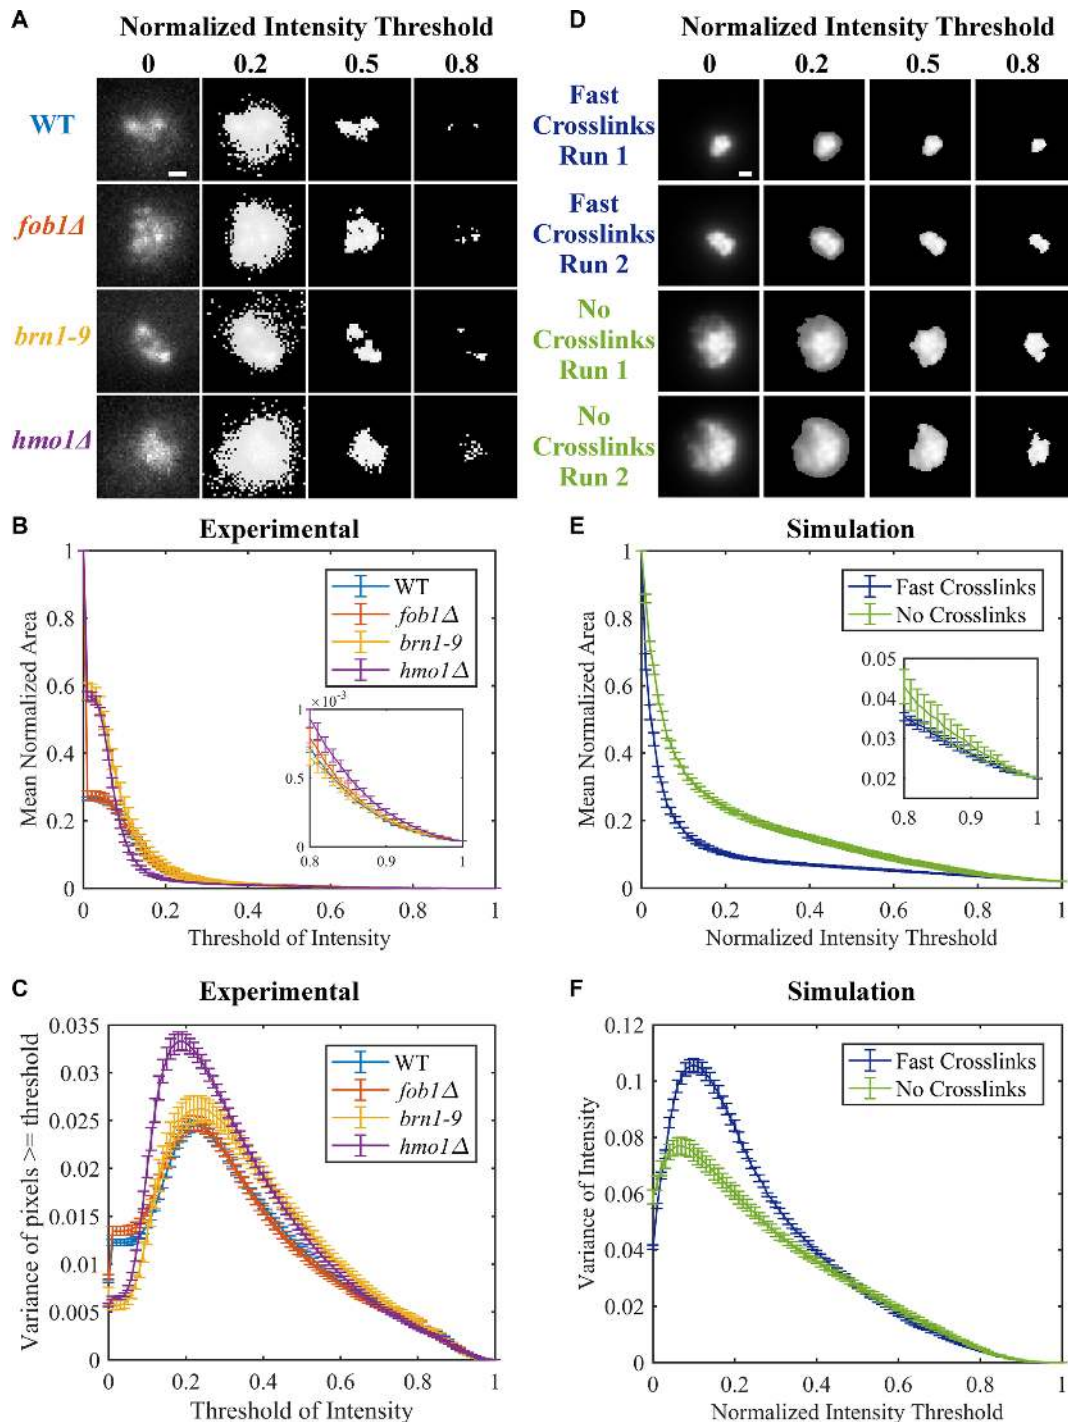 A
Normalized Intensity Threshold
0 0.2 0.5 0.8
WT
fob1Δ
brn1-9
hmo1Δ
D
Normalized Intensity Threshold
0 0.2 0.5 0.8
Fast
Crosslinks
Run 1
Fast
Crosslinks
Run 2
No
Crosslinks
Run 1
No
Crosslinks
Run 2
B
Experimental
Mean Normalized Area
1
0.8
0.6
0.4
0.2
0
0 0.2 0.4 0.6 0.8 1
Threshold of Intensity
WT
fob1Δ
brn1-9
hmo1Δ
×10⁻³
1
0.5
0
0.8 0.9 1
E
Simulation
Mean Normalized Area
1
0.8
0.6
0.4
0.2
0
0 0.2 0.4 0.6 0.8 1
Normalized Intensity Threshold
Fast Crosslinks
No Crosslinks
0.05
0.04
0.03
0.02
0.8 0.9 1
C
Experimental
Variance of pixels >= threshold
0.035
0.03
0.025
0.02
0.015
0.01
0.005
0
0 0.2 0.4 0.6 0.8 1
Threshold of Intensity
WT
fob1Δ
brn1-9
hmo1Δ
F
Simulation
Variance of Intensity
0.12
0.1
0.08
0.06
0.04
0.02
0
0 0.2 0.4 0.6 0.8 1
Normalized Intensity Threshold
Fast Crosslinks
No Crosslinks